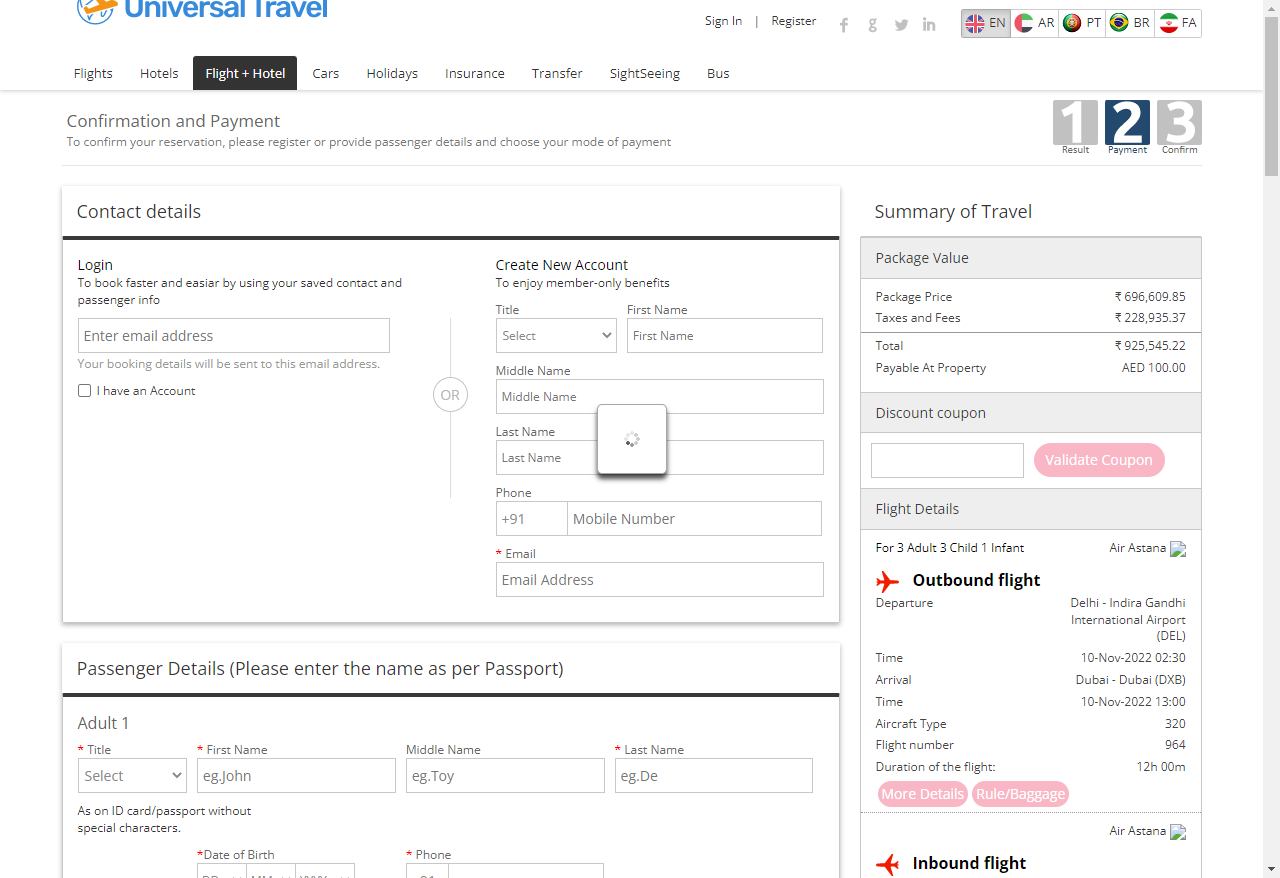 Universal Travel
Sign In | Register
EN AR PT BR FA
Flights Hotels Flight + Hotel Cars Holidays Insurance Transfer SightSeeing Bus
Confirmation and Payment
To confirm your reservation, please register or provide passenger details and choose your mode of payment
1 2 3
Result Payment Confirm
Contact details
Login
To book faster and easiar by using your saved contact and
passenger info
Enter email address
Your booking details will be sent to this email address.
I have an Account
OR
Create New Account
To enjoy member-only benefits
Title First Name
Select First Name
Middle Name
Middle Name
Last Name
Last Name
Phone
+91 Mobile Number
* Email
Email Address
Passenger Details (Please enter the name as per Passport)
Adult 1
* Title * First Name Middle Name * Last Name
Select eg.John eg.Toy eg.De
As on ID card/passport without
special characters.
*Date of Birth * Phone
Summary of Travel
Package Value
Package Price ₹ 696,609.85
Taxes and Fees ₹ 228,935.37
Total ₹ 925,545.22
Payable At Property AED 100.00
Discount coupon
Validate Coupon
Flight Details
For 3 Adult 3 Child 1 Infant Air Astana
Outbound flight
Departure Delhi - Indira Gandhi
International Airport
(DEL)
Time 10-Nov-2022 02:30
Arrival Dubai - Dubai (DXB)
Time 10-Nov-2022 13:00
Aircraft Type 320
Flight number 964
Duration of the flight: 12h 00m
More Details Rule/Baggage
Air Astana
Inbound flight